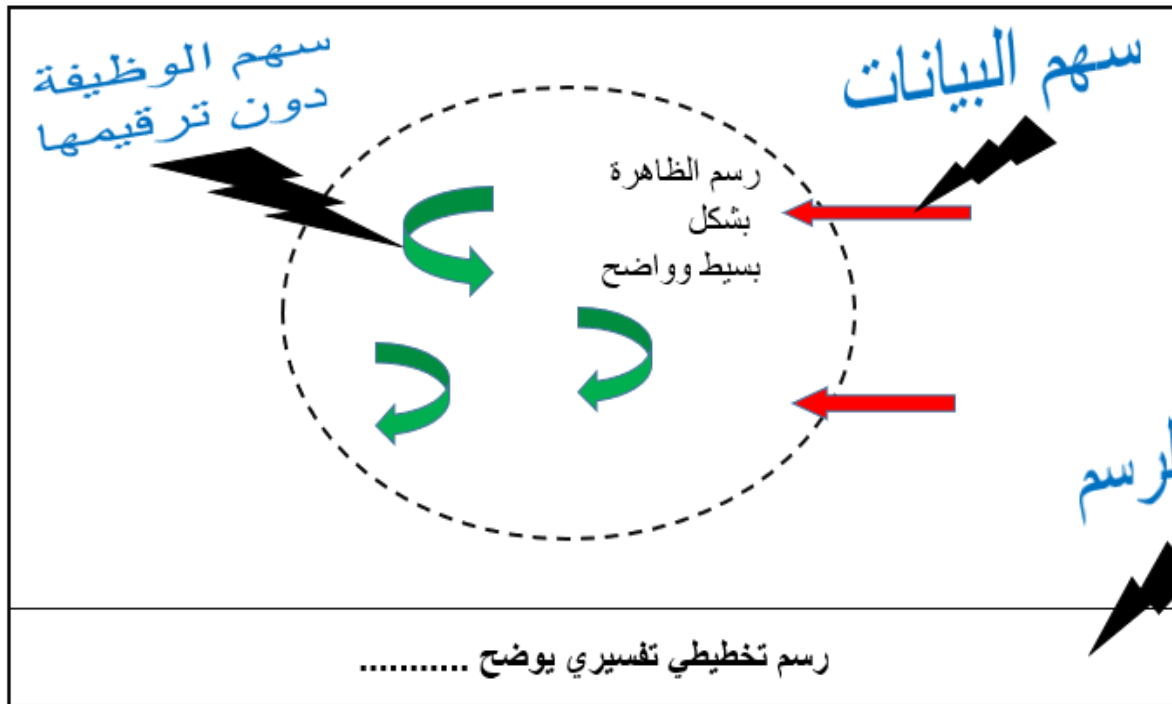 سهم البيانات
سهم الوظيفة
دون ترقيمها
رسم الظاهرة
بشكل
بسيط وواضح
رسم تخطيطي تفسيري يوضح ...........